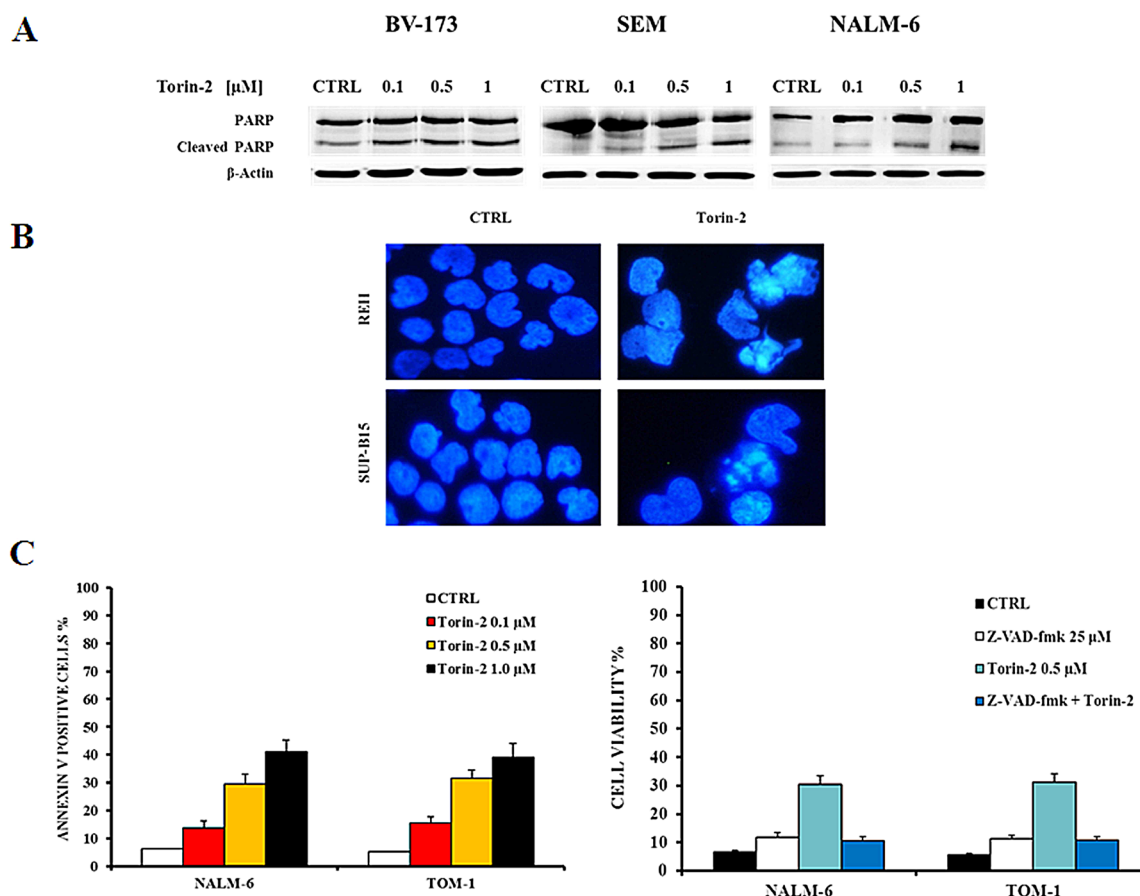 A
BV-173 SEM NALM-6
Torin-2 [µM] CTRL 0.1 0.5 1 CTRL 0.1 0.5 1 CTRL 0.1 0.5 1
PARP
Cleaved PARP
β-Actin
B
CTRL Torin-2
REH
SUP-B15
C
ANNEXIN V POSITIVE CELLS %
100
90
80
70
60
50
40
30
20
10
0
CTRL
Torin-2 0.1 µM
Torin-2 0.5 µM
Torin-2 1.0 µM
NALM-6 TOM-1
CELL VIABILITY %
100
90
80
70
60
50
40
30
20
10
0
CTRL
Z-VAD-fmk 25 µM
Torin-2 0.5 µM
Z-VAD-fmk + Torin-2
NALM-6 TOM-1